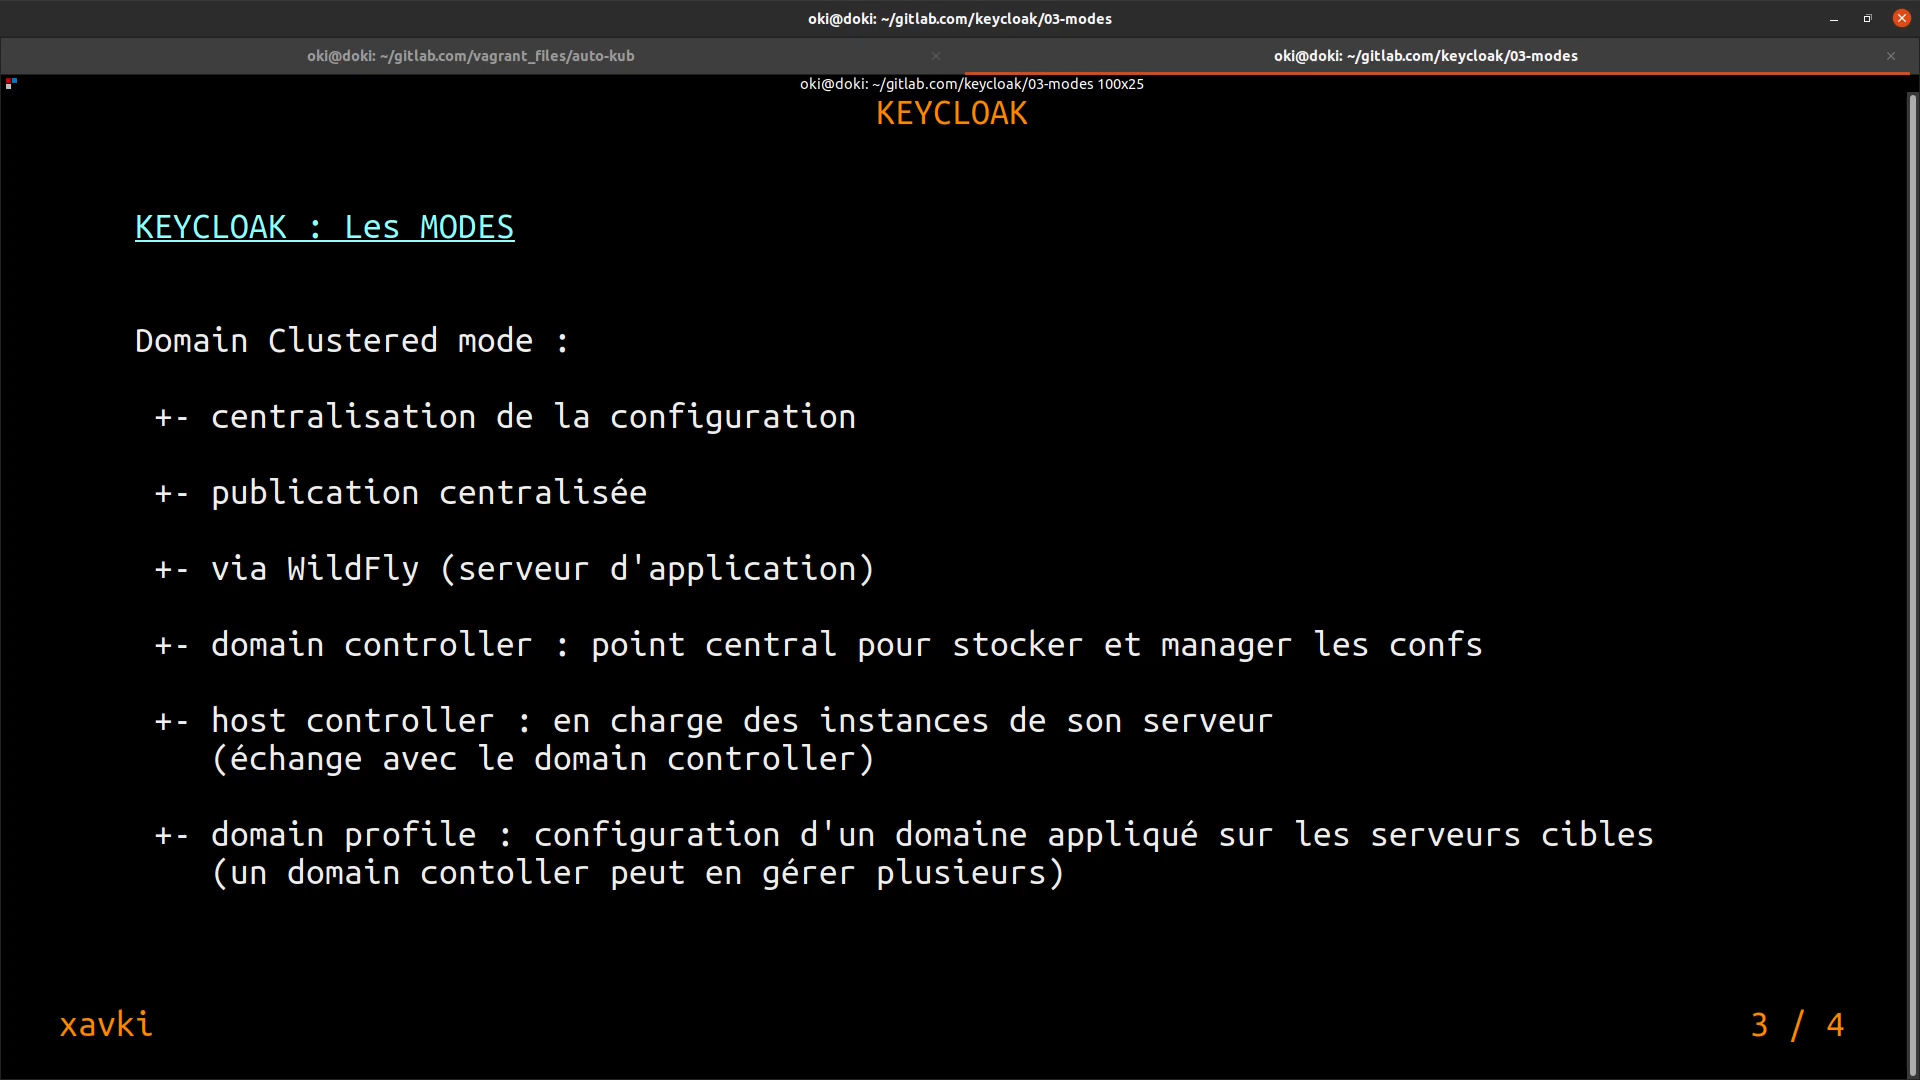 oki@doki: ~/gitlab.com/keycloak/03-modes
oki@doki: ~/gitlab.com/vagrant_files/auto-kub
oki@doki: ~/gitlab.com/keycloak/03-modes
oki@doki: ~/gitlab.com/keycloak/03-modes 100x25
KEYCLOAK
KEYCLOAK : Les MODES
Domain Clustered mode :
+- centralisation de la configuration
+- publication centralisée
+- via WildFly (serveur d'application)
+- domain controller : point central pour stocker et manager les confs
+- host controller : en charge des instances de son serveur
(échange avec le domain controller)
+- domain profile : configuration d'un domaine appliqué sur les serveurs cibles
(un domain contoller peut en gérer plusieurs)
xavki
3 / 4